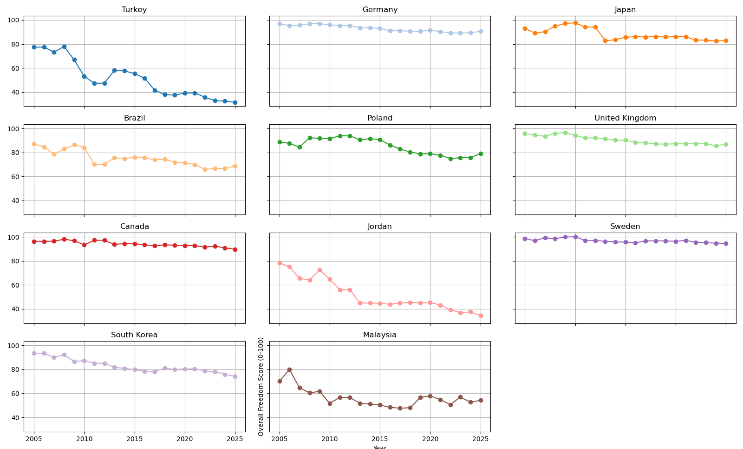 Turkey
Germany
Japan
100
80
60
40
Brazil
Poland
United Kingdom
100
80
60
40
Canada
Jordan
Sweden
100
80
60
40
South Korea
Malaysia
100
80
60
40
Overall Freedom Score (0-100)
2005 2010 2015 2020 2025
2005 2010 2015 2020 2025
Year